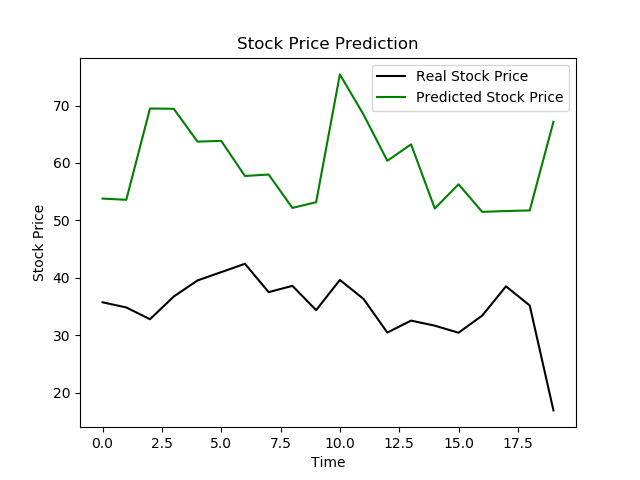 Stock Price Prediction
Real Stock Price
Predicted Stock Price
Stock Price
70
60
50
40
30
20
0.0 2.5 5.0 7.5 10.0 12.5 15.0 17.5
Time